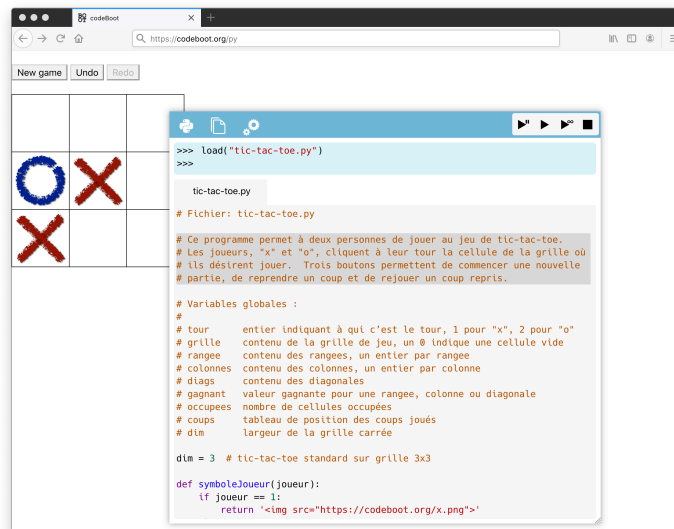 codeBoot
https://codeboot.org/py
New game Undo Redo
>>> load("tic-tac-toe.py")
>>>
tic-tac-toe.py
# Fichier: tic-tac-toe.py
# Ce programme permet à deux personnes de jouer au jeu de tic-tac-toe.
# Les joueurs, "x" et "o", cliquent à leur tour la cellule de la grille où
# ils désirent jouer.  Trois boutons permettent de commencer une nouvelle
# partie, de reprendre un coup et de rejouer un coup repris.
# Variables globales :
#
# tour      entier indiquant à qui c'est le tour, 1 pour "x", 2 pour "o"
# grille    contenu de la grille de jeu, un 0 indique une cellule vide
# rangee    contenu des rangees, un entier par rangee
# colonnes  contenu des colonnes, un entier par colonne
# diags     contenu des diagonales
# gagnant   valeur gagnante pour une rangee, colonne ou diagonale
# occupees  nombre de cellules occupées
# coups     tableau de position des coups joués
# dim       largeur de la grille carrée
dim = 3  # tic-tac-toe standard sur grille 3x3
def symboleJoueur(joueur):
    if joueur == 1:
        return '<img src="https://codeboot.org/x.png">'